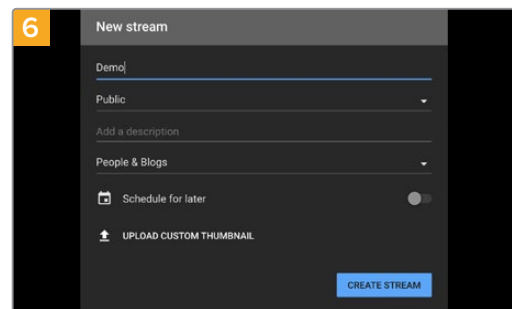 6
New stream
Demo
Public
Add a description
People & Blogs
Schedule for later
UPLOAD CUSTOM THUMBNAIL
CREATE STREAM